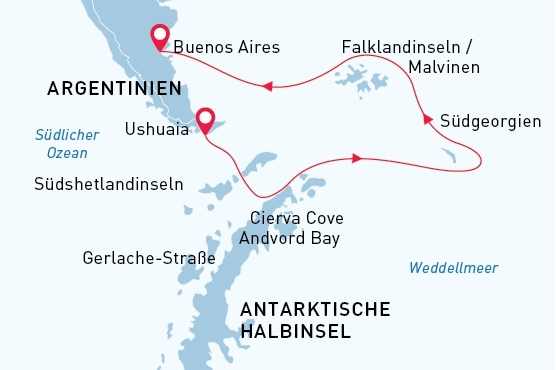 Buenos Aires
Falklandinseln /
Malvinen
ARGENTINIEN
Südgeorgien
Ushuaia
Südlicher
Ozean
Südshetlandinseln
Cierva Cove
Andvord Bay
Gerlache-Straße
Weddellmeer
ANTARKTISCHE
HALBINSEL